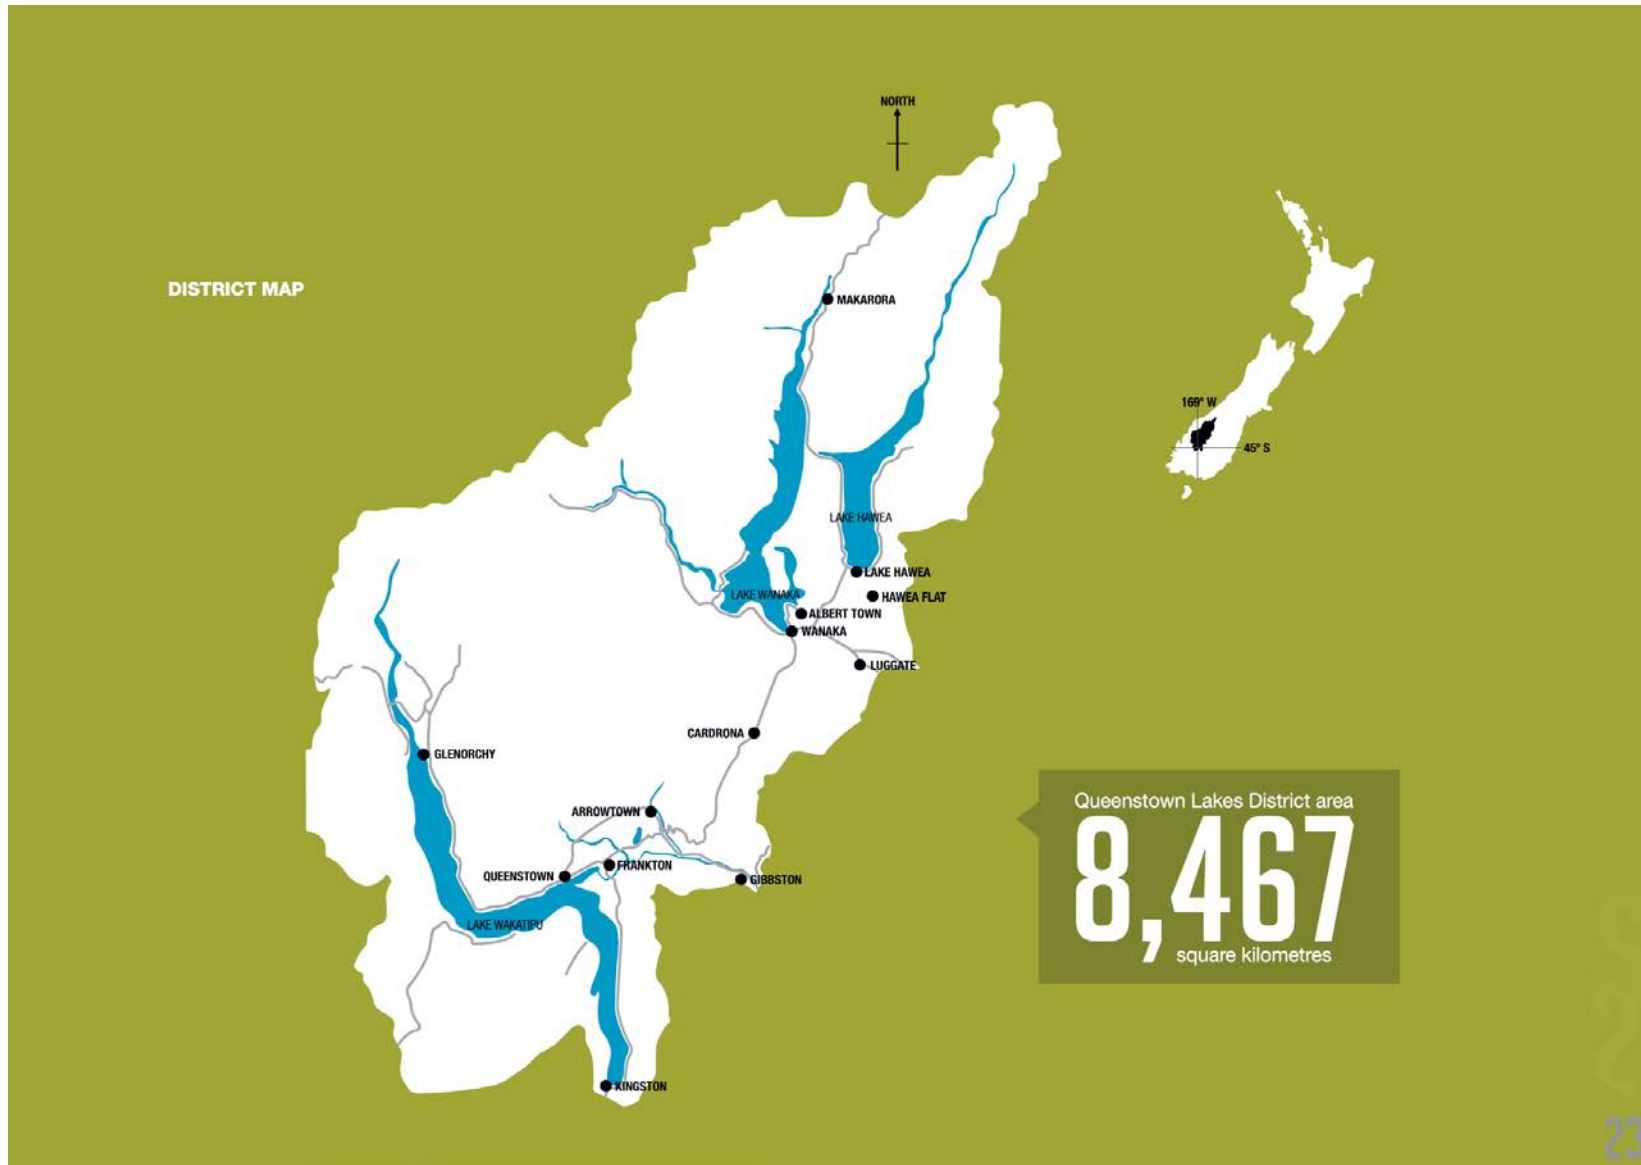 NORTH
DISTRICT MAP
MAKARORA
169° W
45° S
LAKE HAWEA
LAKE HAWEA
LAKE WANAKA
HAWEA FLAT
ALBERT TOWN
WANAKA
LUGGATE
CARDRONA
GLENORCHY
ARROWTOWN
FRANKTON
QUEENSTOWN
GIBBSTON
LAKE WAKATIPU
KINGSTON
Queenstown Lakes District area
8,467
square kilometres
23